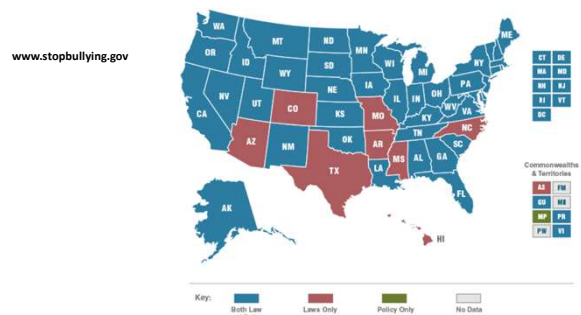 www.stopbullying.gov
WA
OR
CA
NV
ID
MT
WY
UT
AZ
CO
NM
ND
SD
NE
KS
OK
TX
MN
IA
MO
AR
LA
WI
IL
MS
MI
IN
KY
TN
AL
OH
WV
GA
FL
SC
NC
VA
PA
NY
ME
AK
HI
CT DE
MA MD
NH NJ
RI VT
DC
Commonwealths
& Territories
AS FM
GU
MP PR
PW VI
Key:
Both Law
Laws Only
Policy Only
No Data